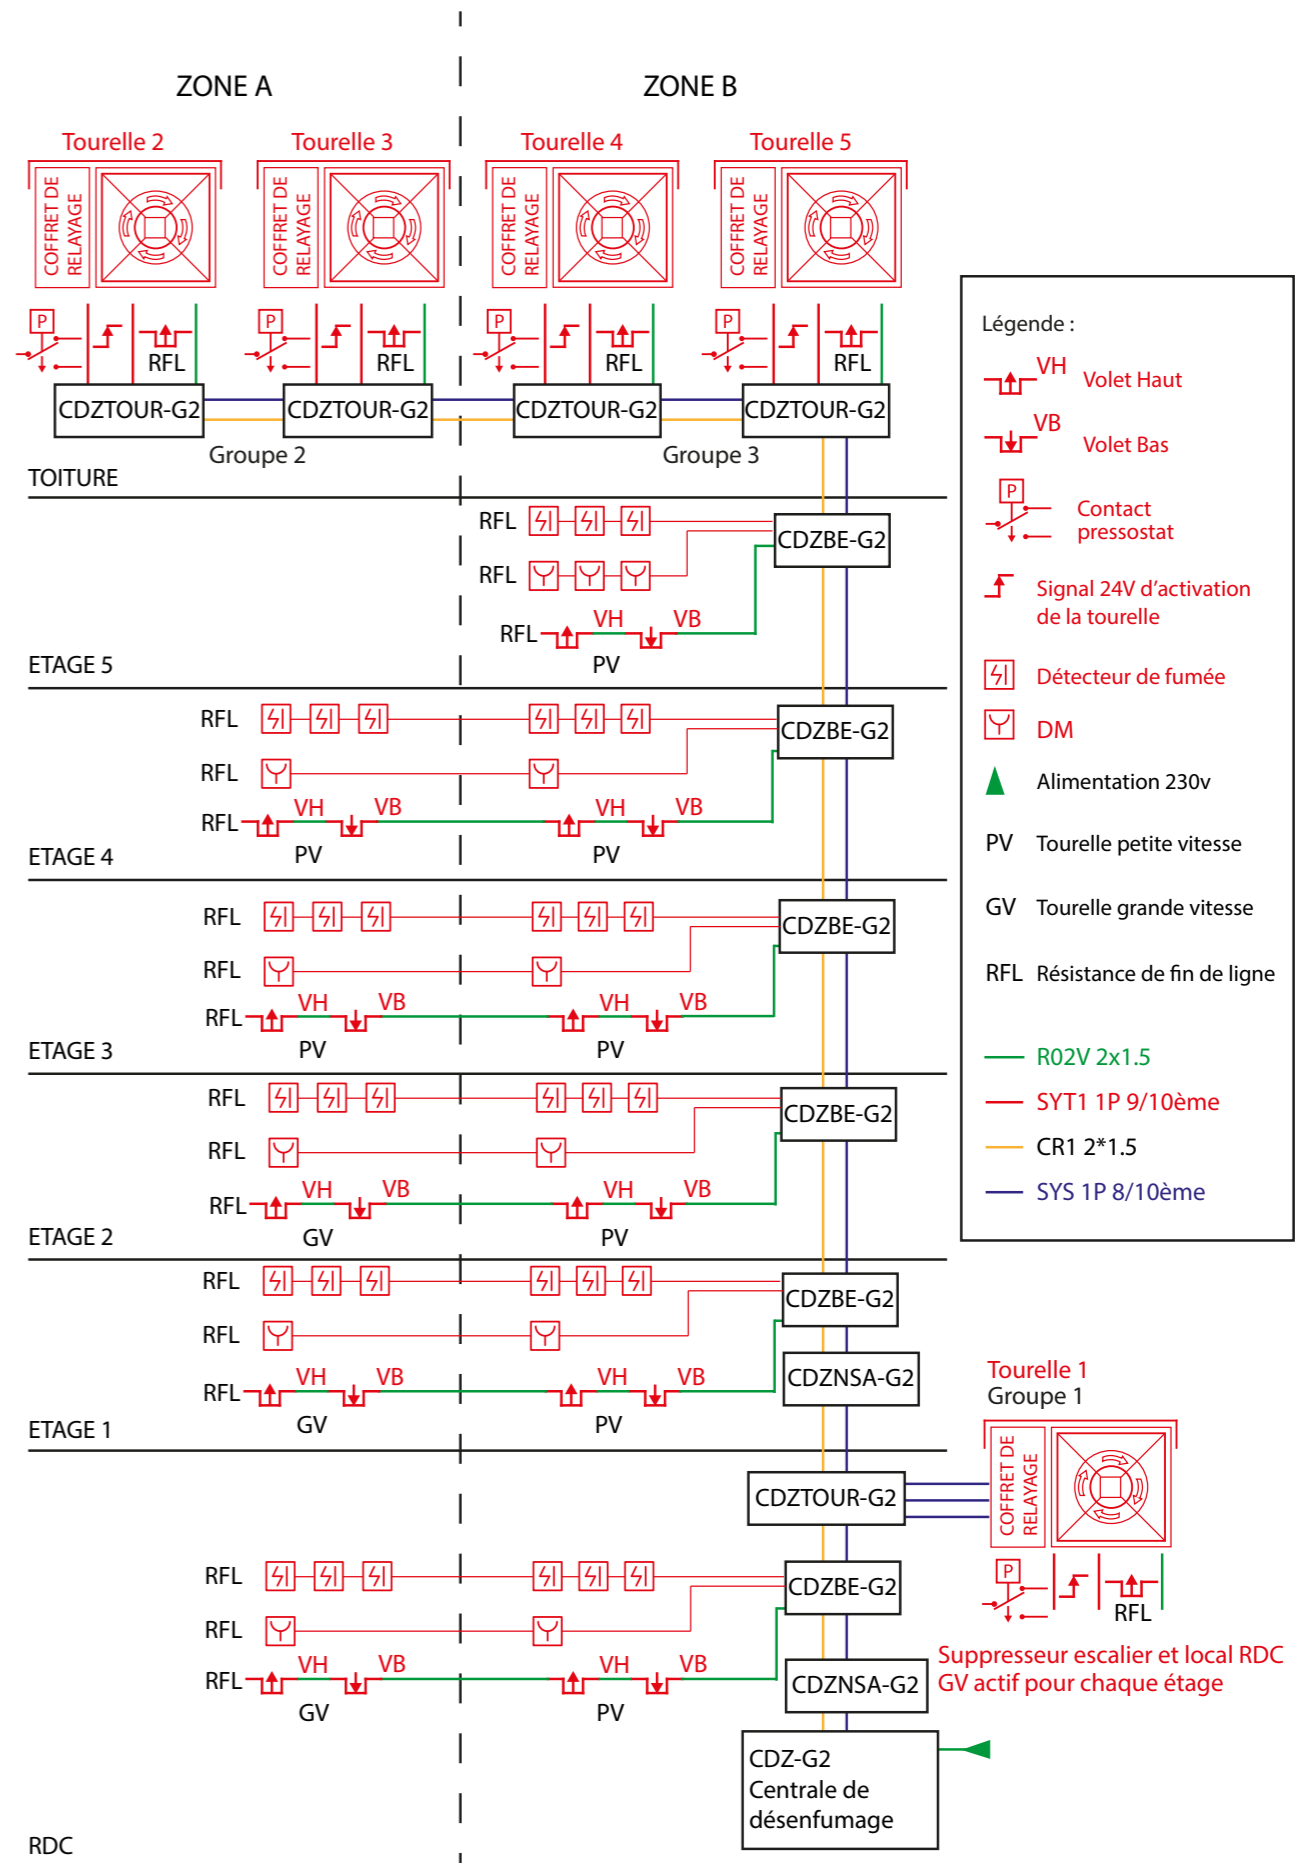 ZONE A
ZONE B
Tourelle 2
Tourelle 3
Tourelle 4
Tourelle 5
COFFRET DE
RELAYAGE
COFFRET DE
RELAYAGE
COFFRET DE
RELAYAGE
COFFRET DE
RELAYAGE
P
RFL
P
RFL
P
RFL
P
RFL
CDZTOUR-G2
CDZTOUR-G2
CDZTOUR-G2
CDZTOUR-G2
Groupe 2
Groupe 3
TOITURE
RFL
CDZBE-G2
RFL
RFL
VH
VB
PV
ETAGE 5
RFL
CDZBE-G2
RFL
RFL
VH
VB
VH
VB
PV
PV
ETAGE 4
RFL
CDZBE-G2
RFL
RFL
VH
VB
VH
VB
PV
PV
ETAGE 3
RFL
CDZBE-G2
RFL
RFL
VH
VB
VH
VB
GV
PV
ETAGE 2
RFL
CDZBE-G2
RFL
RFL
VH
VB
VH
VB
CDZNSA-G2
GV
PV
ETAGE 1
CDZTOUR-G2
RFL
CDZBE-G2
RFL
RFL
VH
VB
VH
VB
CDZNSA-G2
GV
PV
CDZ-G2
Centrale de
désenfumage
RDC
Tourelle 1
Groupe 1
COFFRET DE
RELAYAGE
P
RFL
Suppresseur escalier et local RDC
GV actif pour chaque étage
Légende :
VH
Volet Haut
VB
Volet Bas
P
Contact
pressostat
Signal 24V d'activation
de la tourelle
Détecteur de fumée
DM
Alimentation 230v
PV Tourelle petite vitesse
GV Tourelle grande vitesse
RFL Résistance de fin de ligne
R02V 2x1.5
SYT1 1P 9/10ème
CR1 2*1.5
SYS 1P 8/10ème